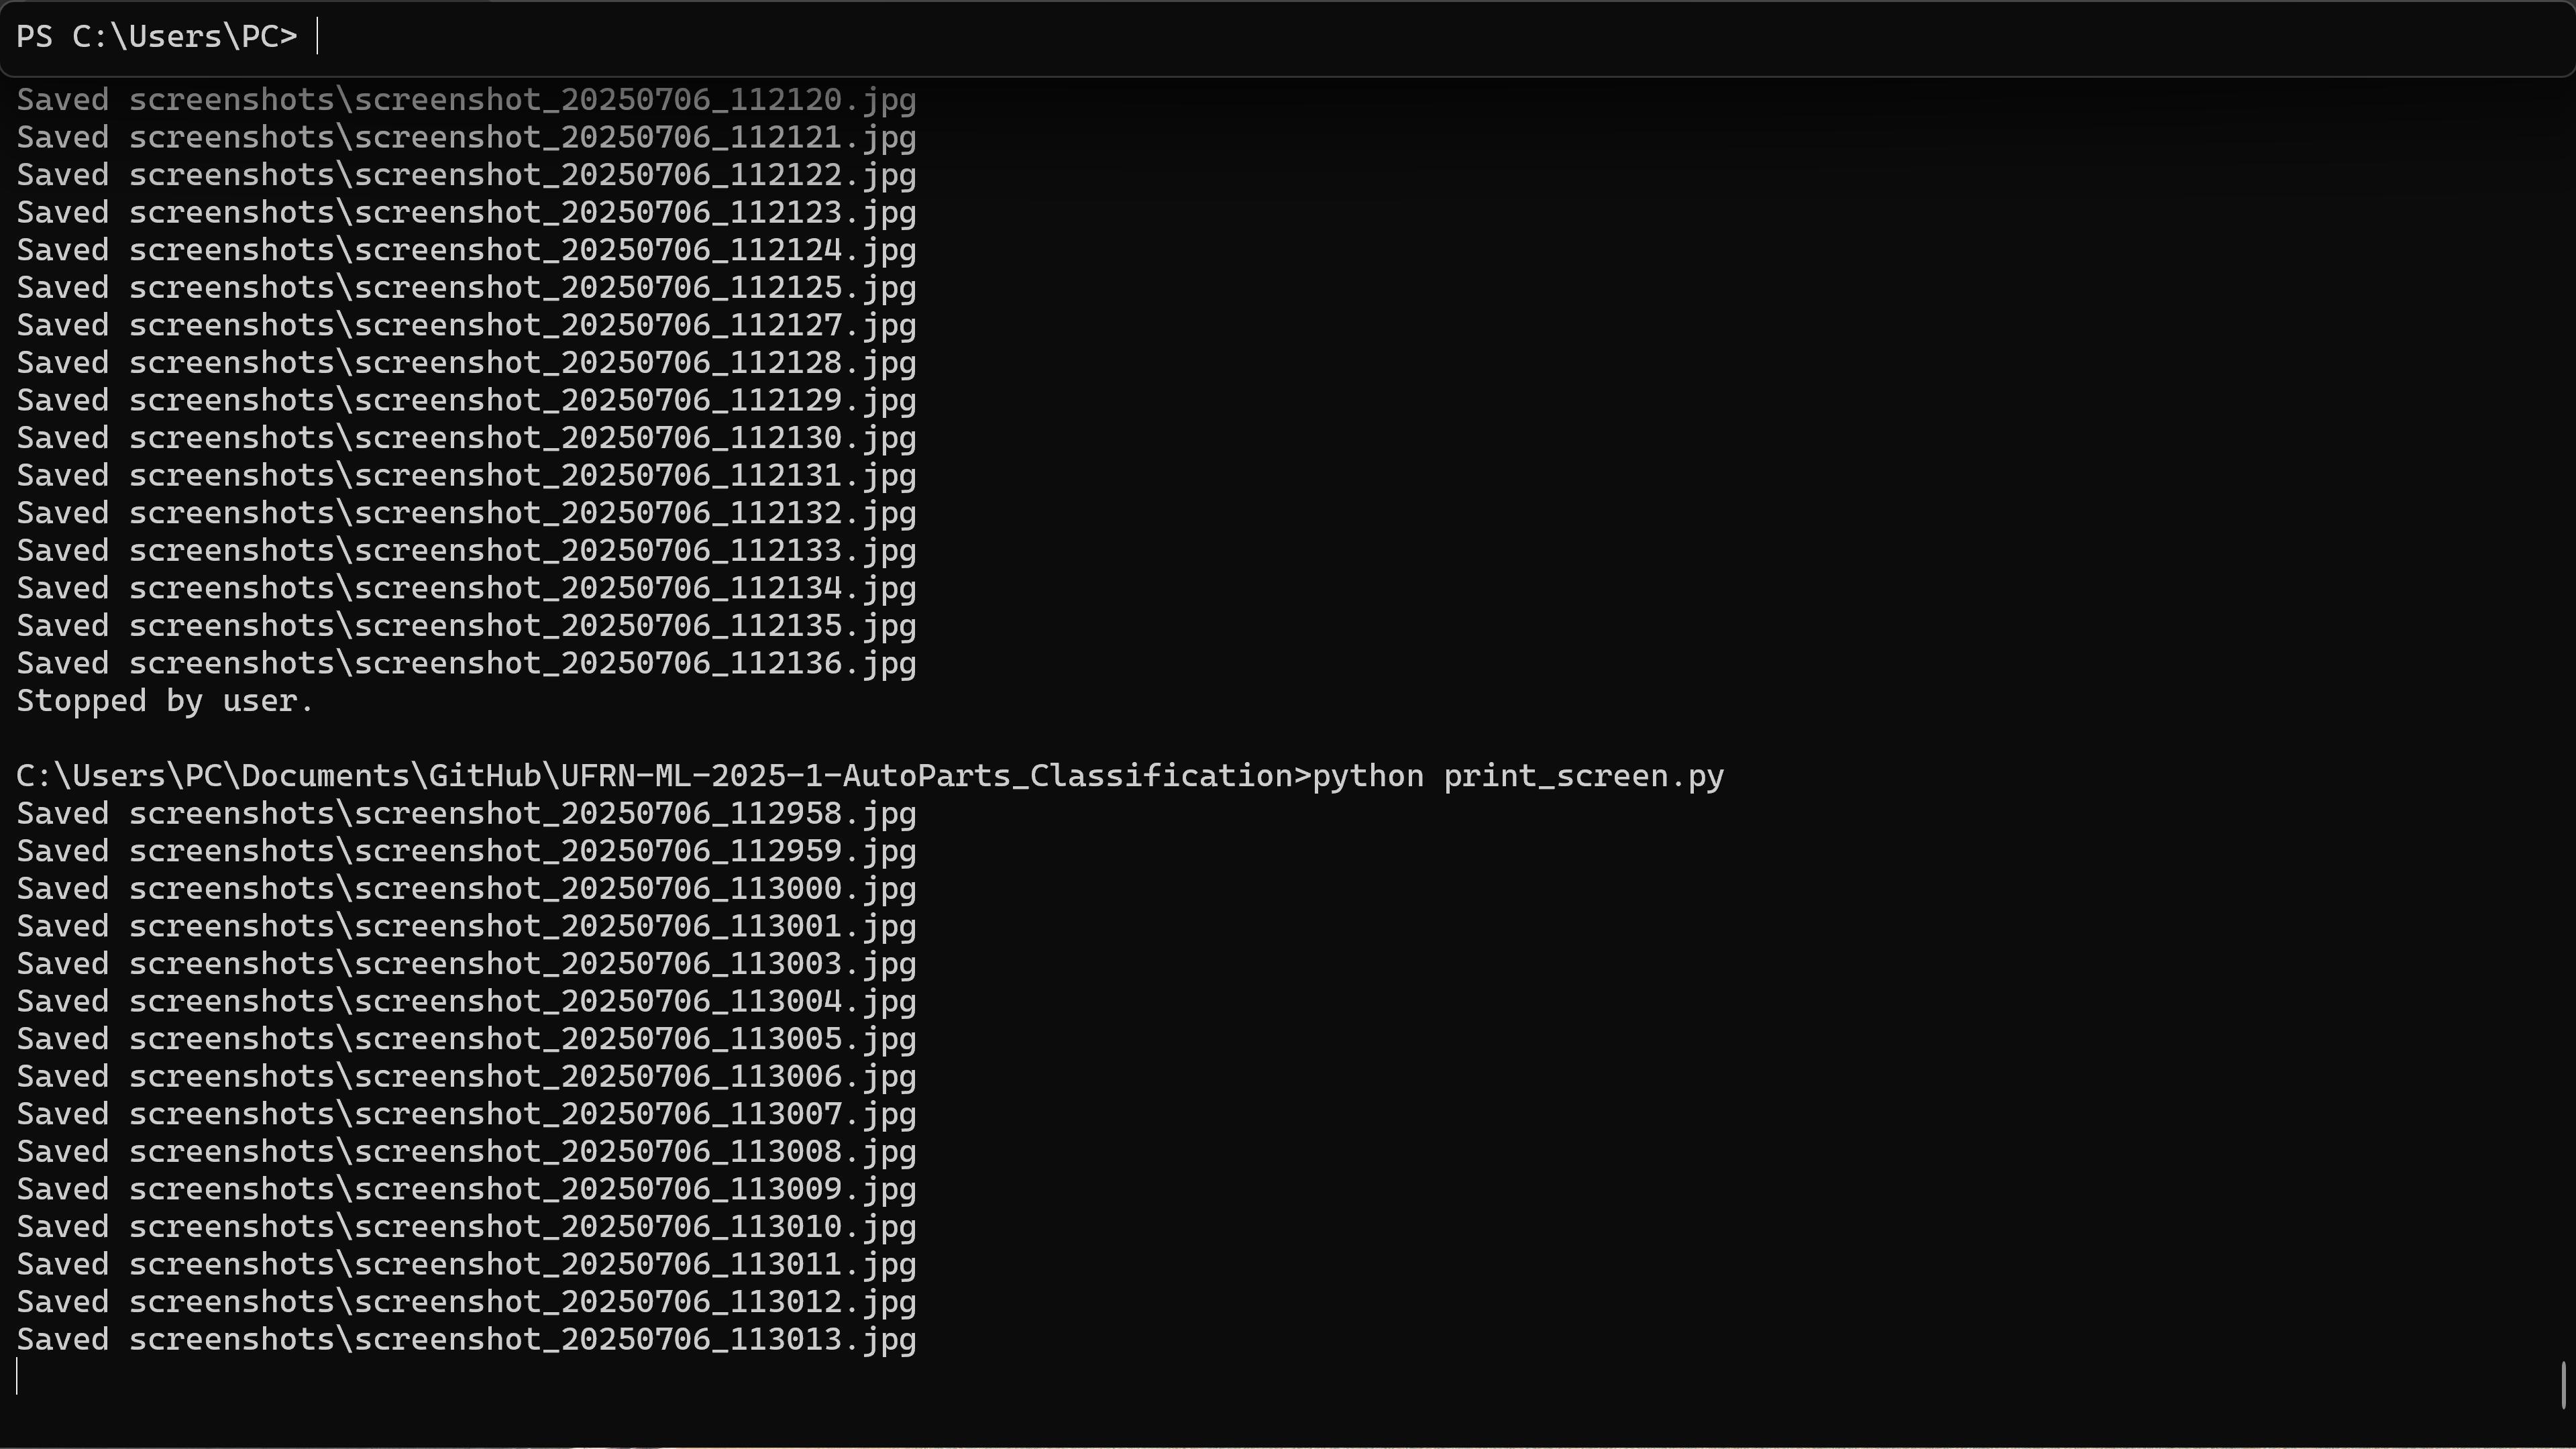 PS C:\Users\PC>
Saved screenshots\screenshot_20250706_112120.jpg
Saved screenshots\screenshot_20250706_112121.jpg
Saved screenshots\screenshot_20250706_112122.jpg
Saved screenshots\screenshot_20250706_112123.jpg
Saved screenshots\screenshot_20250706_112124.jpg
Saved screenshots\screenshot_20250706_112125.jpg
Saved screenshots\screenshot_20250706_112127.jpg
Saved screenshots\screenshot_20250706_112128.jpg
Saved screenshots\screenshot_20250706_112129.jpg
Saved screenshots\screenshot_20250706_112130.jpg
Saved screenshots\screenshot_20250706_112131.jpg
Saved screenshots\screenshot_20250706_112132.jpg
Saved screenshots\screenshot_20250706_112133.jpg
Saved screenshots\screenshot_20250706_112134.jpg
Saved screenshots\screenshot_20250706_112135.jpg
Saved screenshots\screenshot_20250706_112136.jpg
Stopped by user.
C:\Users\PC\Documents\GitHub\UFRN-ML-2025-1-AutoParts_Classification>python print_screen.py
Saved screenshots\screenshot_20250706_112958.jpg
Saved screenshots\screenshot_20250706_112959.jpg
Saved screenshots\screenshot_20250706_113000.jpg
Saved screenshots\screenshot_20250706_113001.jpg
Saved screenshots\screenshot_20250706_113003.jpg
Saved screenshots\screenshot_20250706_113004.jpg
Saved screenshots\screenshot_20250706_113005.jpg
Saved screenshots\screenshot_20250706_113006.jpg
Saved screenshots\screenshot_20250706_113007.jpg
Saved screenshots\screenshot_20250706_113008.jpg
Saved screenshots\screenshot_20250706_113009.jpg
Saved screenshots\screenshot_20250706_113010.jpg
Saved screenshots\screenshot_20250706_113011.jpg
Saved screenshots\screenshot_20250706_113012.jpg
Saved screenshots\screenshot_20250706_113013.jpg